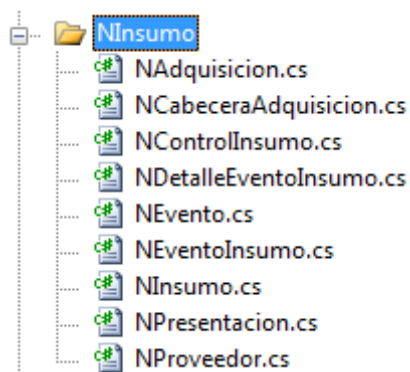 NInsumo
NAdquisicion.cs
NCabeceraAdquisicion.cs
NControlInsumo.cs
NDetalleEventoInsumo.cs
NEvento.cs
NEventoInsumo.cs
NInsumo.cs
NPresentacion.cs
NProveedor.cs